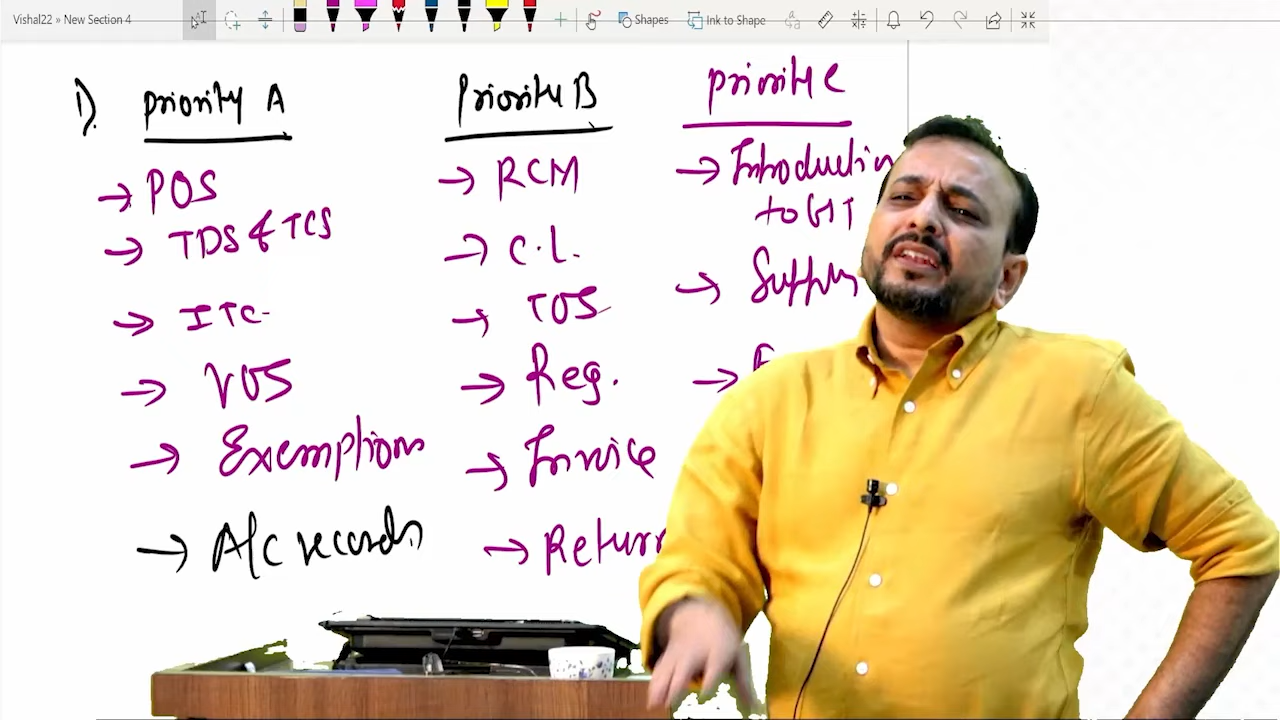 Vishal22 » New Section 4
Shapes
Ink to Shape
1). Priority A
→ POS
→ TDS & TCS
→ ITC
→ VOS
→ Exemptions
→ A/c records
Priority B
→ RCM
→ C.L.
→ TOS
→ Reg.
→ Invoice
→ Return
Priority C
→ Introduction
to GST
→ Supply
→